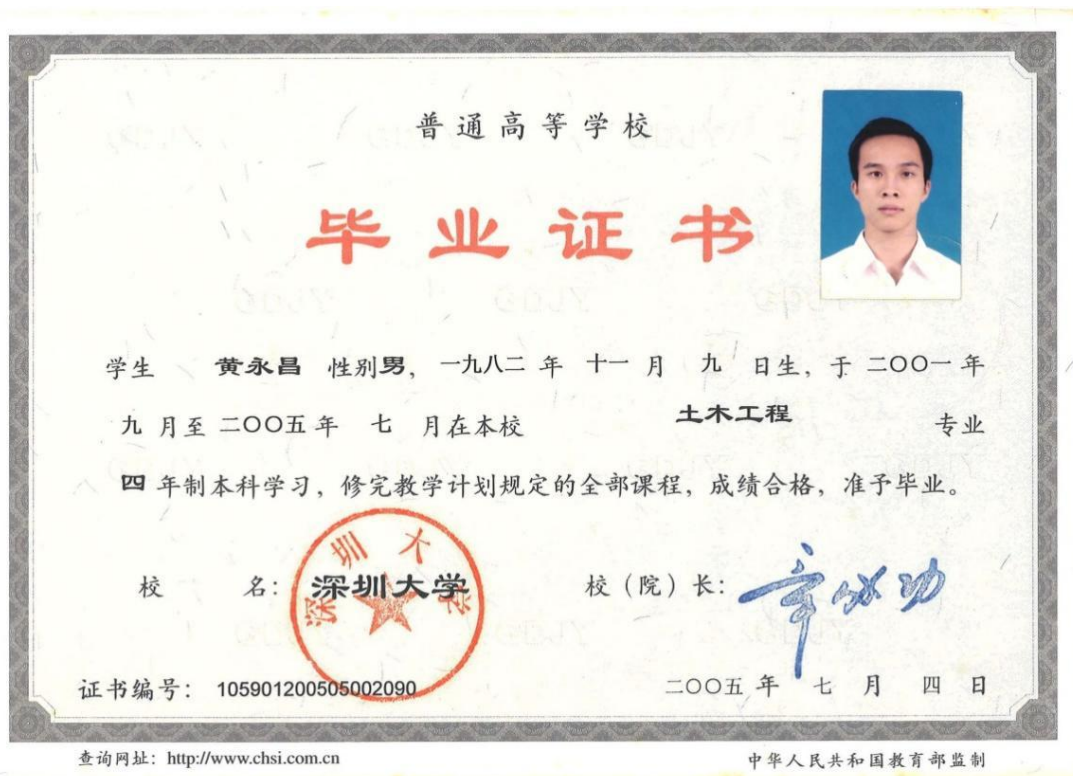 普通高等学校
毕业证书
学生 黄永昌 性别男，一九八二年 十一月 九 日生，于二〇〇一年
九月至二〇〇五年 七 月在本校 土木工程 专业
四年制本科学习，修完教学计划规定的全部课程，成绩合格，准予毕业。
校 名：深圳大学 校（院）长：
深圳大学
证书编号：105901200505002090 二〇〇五年 七 月 四 日
查询网址：http://www.chsi.com.cn 中华人民共和国教育部监制